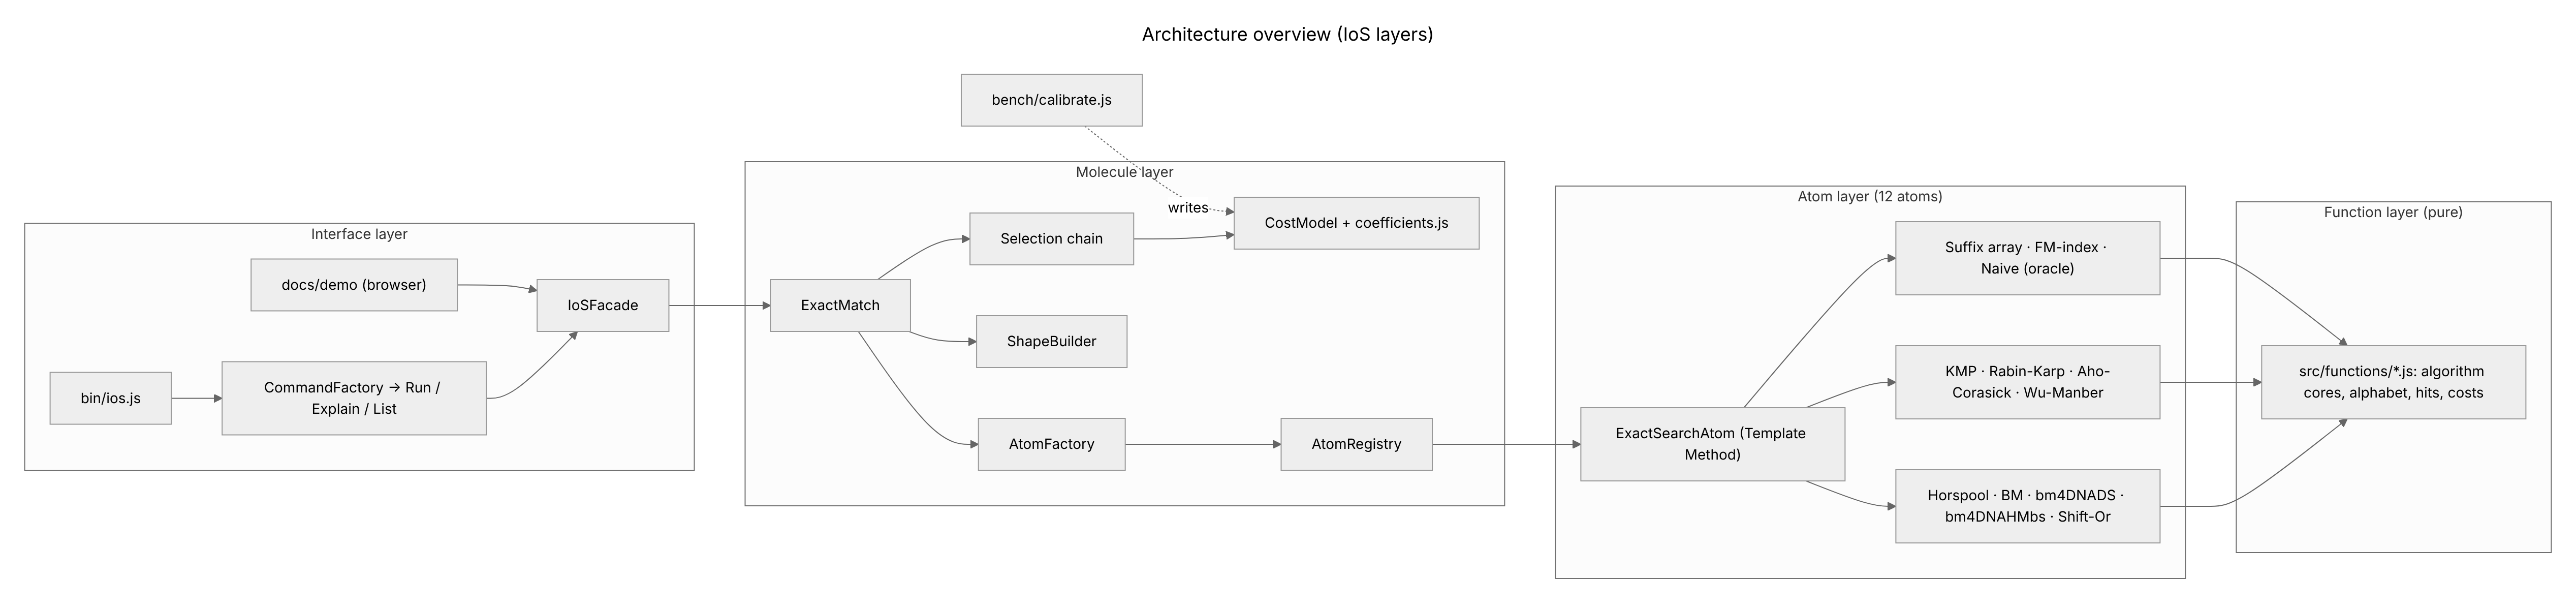 Architecture overview (IoS layers)
bench/calibrate.js
writes
Interface layer
docs/demo (browser)
IoSFacade
bin/ios.js
CommandFactory → Run /
Explain / List
Molecule layer
Selection chain
CostModel + coefficients.js
ExactMatch
ShapeBuilder
AtomFactory
AtomRegistry
Atom layer (12 atoms)
ExactSearchAtom (Template
Method)
Suffix array · FM-index ·
Naive (oracle)
KMP · Rabin-Karp · Aho-
Corasick · Wu-Manber
Horspool · BM · bm4DNADS ·
bm4DNAHMbs · Shift-Or
Function layer (pure)
src/functions/*.js: algorithm
cores, alphabet, hits, costs